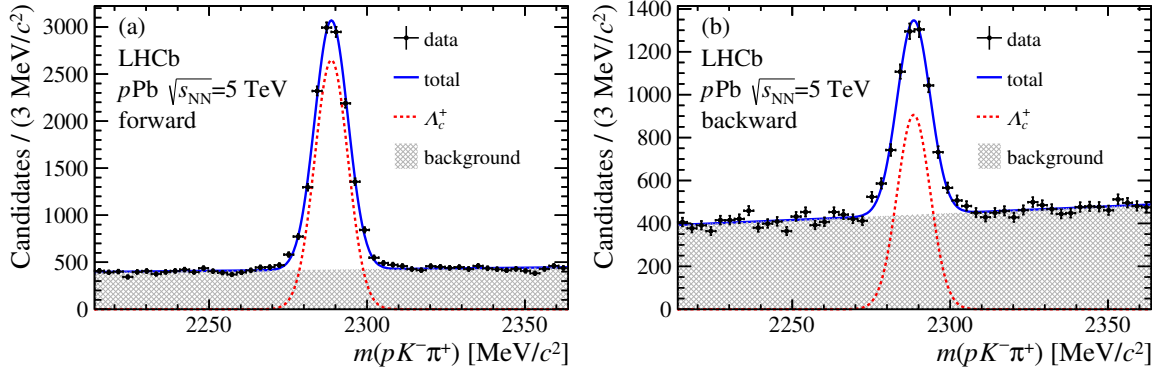 (a)
LHCb
pPb √sNN=5 TeV
forward
data
total
Λc+
background
Candidates / (3 MeV/c²)
3000
2500
2000
1500
1000
500
0
2250
2300
2350
m(pK⁻π⁺) [MeV/c²]
(b)
LHCb
pPb √sNN=5 TeV
backward
data
total
Λc+
background
Candidates / (3 MeV/c²)
1400
1200
1000
800
600
400
200
0
2250
2300
2350
m(pK⁻π⁺) [MeV/c²]